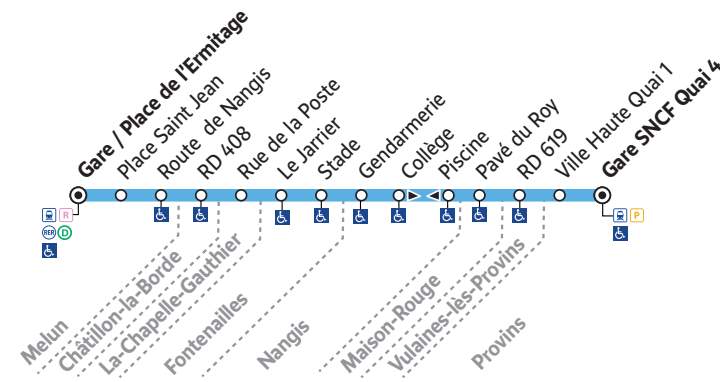 Gare / Place de l'Ermitage
Place Saint Jean
Route de Nangis
RD 408
Rue de la Poste
Le Jarrier
Stade
Gendarmerie
Collège
Piscine
Pavé du Roy
RD 619
Ville Haute Quai 1
Gare SNCF Quai 4
R
RER D
P
Melun
Châtillon-la-Borde
La-Chapelle-Gauthier
Fontenailles
Nangis
Maison-Rouge
Vulaines-lès-Provins
Provins